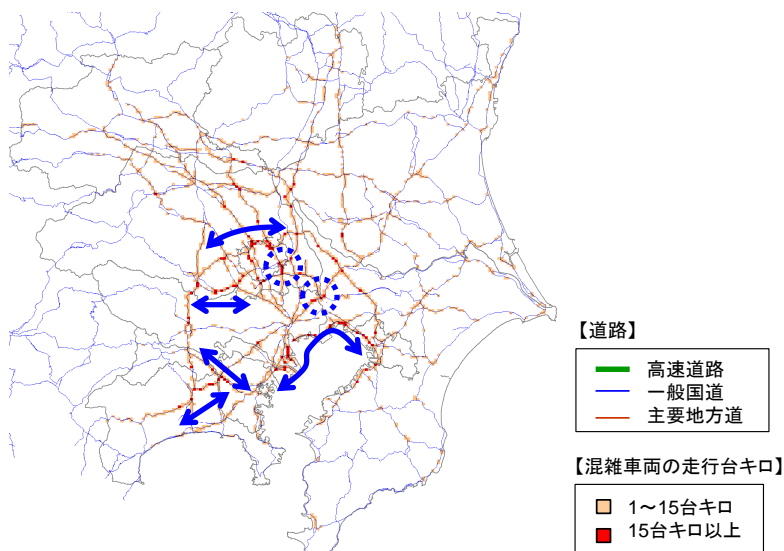 【道路】
高速道路
一般国道
主要地方道
【混雑車両の走行台キロ】
1～15台キロ
15台キロ以上